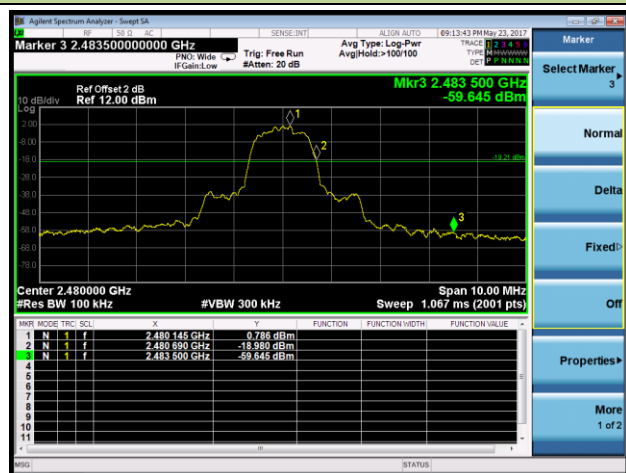 Agilent Spectrum Analyzer - Swept SA
RF 50 Ω AC SENSE:INT ALIGN AUTO 09:13:43 PM May 23, 2017
Marker 3 2.483500000000 GHz
PNO: Wide
IFGain:Low
Trig: Free Run
#Atten: 20 dB
Avg Type: Log-Pwr
Avg|Hold:>100/100
TRACE 1 2 3 4 5 6
TYPE
DET P P N N N N
Ref Offset 2 dB
10 dB/div Ref 12.00 dBm
Log
Mkr3 2.483 500 GHz
-59.645 dBm
2.00
-8.00
-18.0
-28.0
-38.0
-48.0
-58.0
-68.0
-78.0
1
2
3
-19.21 dBm
Center 2.480000 GHz Span 10.00 MHz
#Res BW 100 kHz #VBW 300 kHz Sweep 1.067 ms (2001 pts)
MKR MODE TRC SCL X Y FUNCTION FUNCTION WIDTH FUNCTION VALUE
1 N 1 f 2.480 145 GHz 0.786 dBm
2 N 1 f 2.480 690 GHz -18.980 dBm
3 N 1 f 2.483 500 GHz -59.645 dBm
4
5
6
7
8
9
10
11
MSG STATUS
Marker
Select Marker
3
Normal
Delta
Fixed
Off
Properties
More
1 of 2